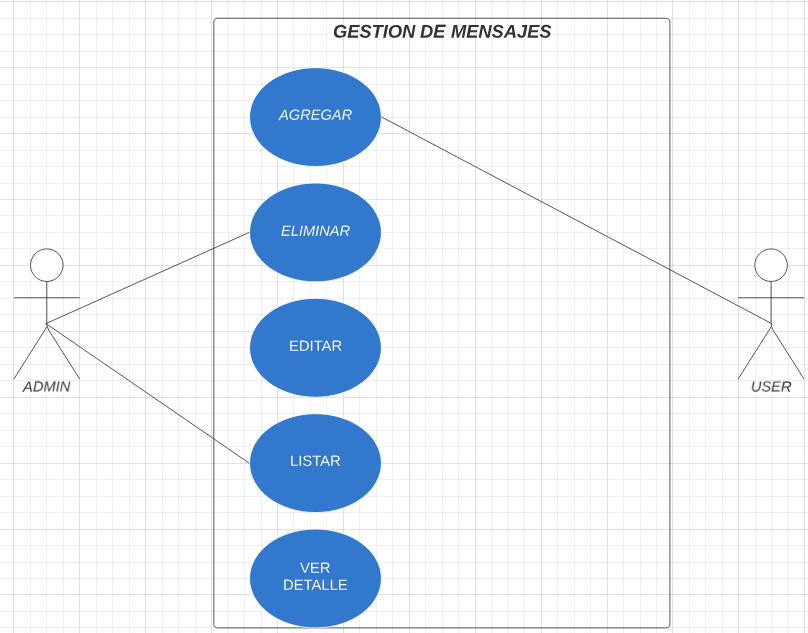 GESTION DE MENSAJES
AGREGAR
ELIMINAR
EDITAR
LISTAR
VER
DETALLE
ADMIN
USER